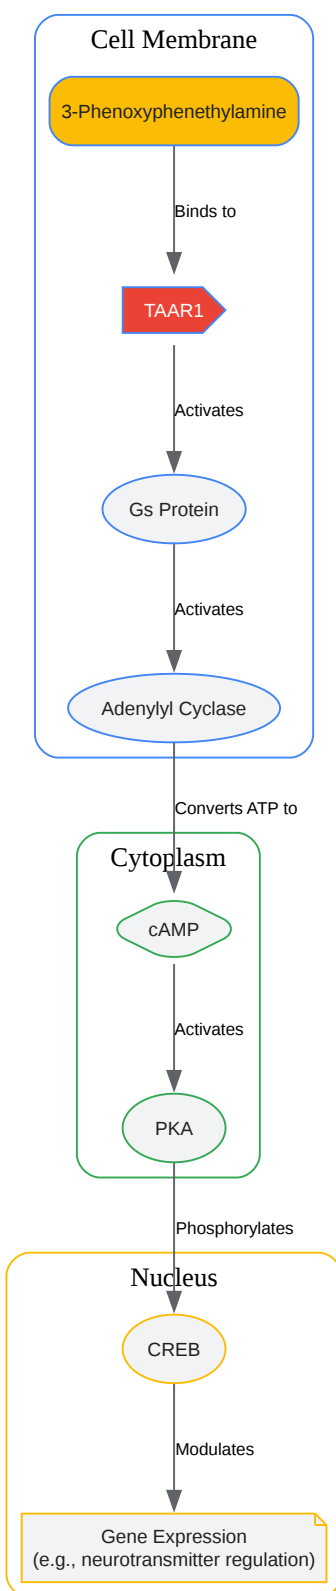 Cell Membrane
3-Phenoxyphenethylamine
Binds to
TAAR1
Activates
Gs Protein
Activates
Adenylyl Cyclase
Converts ATP to
Cytoplasm
cAMP
Activates
PKA
Phosphorylates
Nucleus
CREB
Modulates
Gene Expression
(e.g., neurotransmitter regulation)